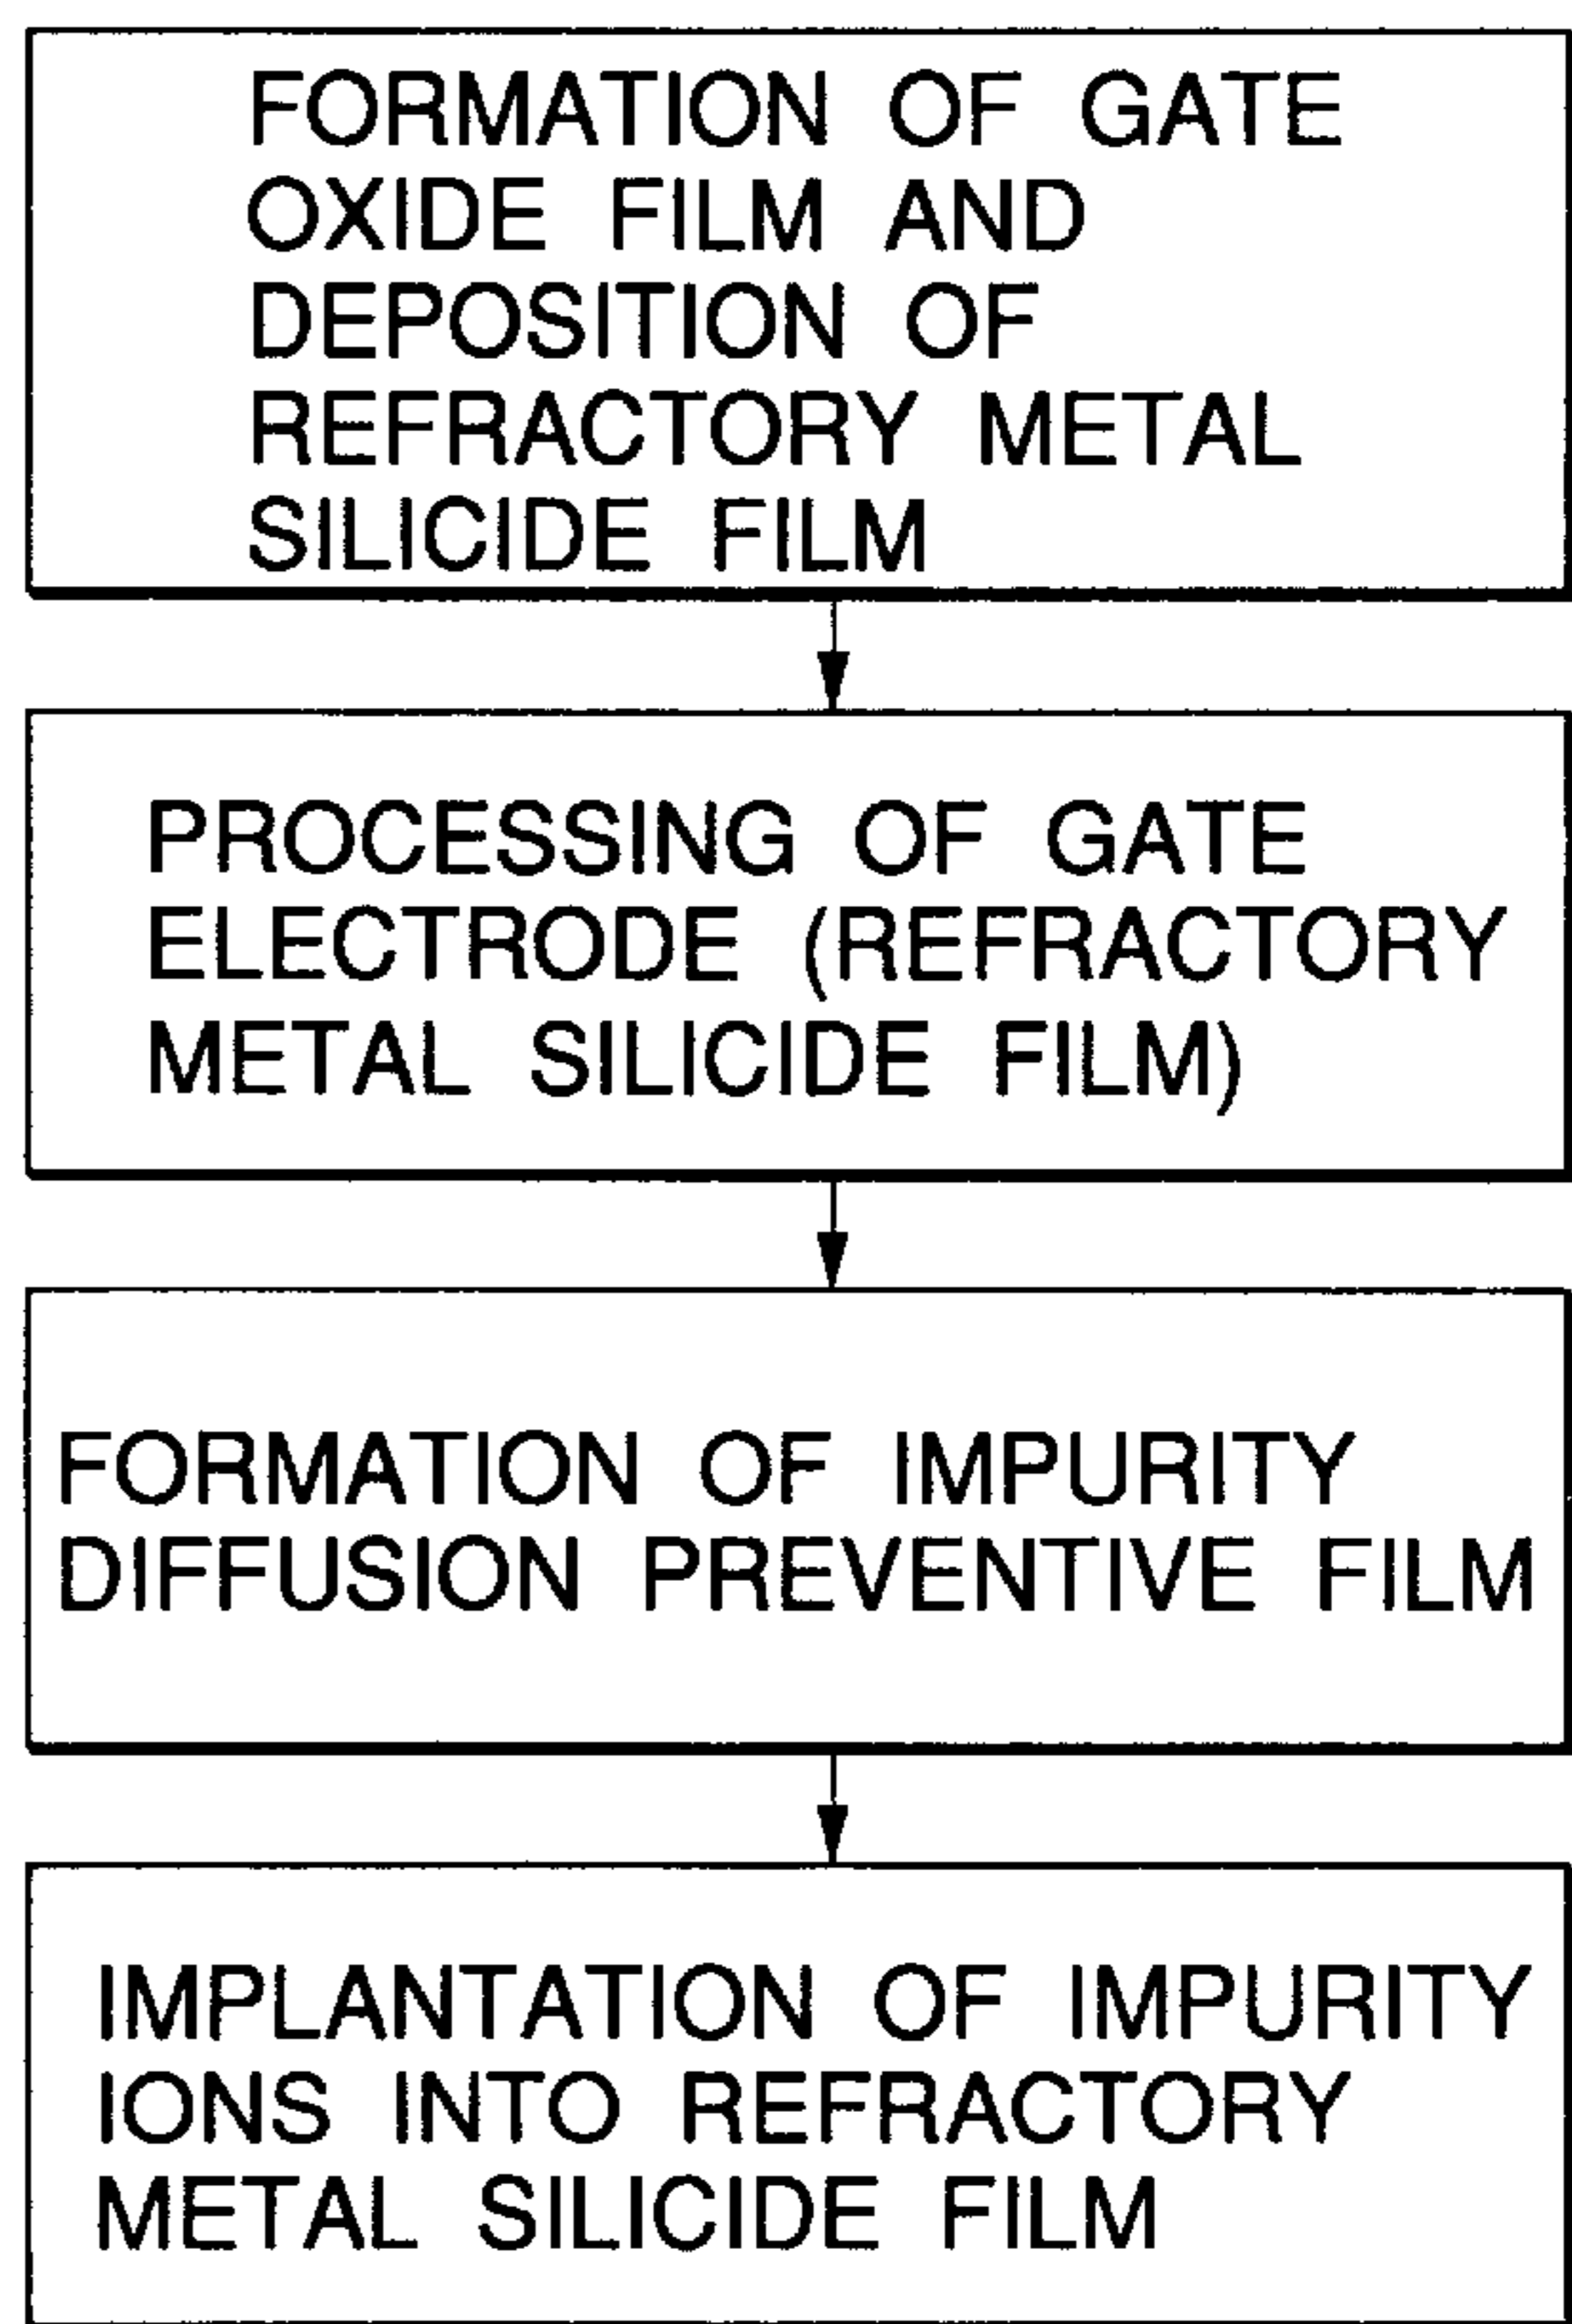 FORMATION OF GATE
OXIDE FILM AND
DEPOSITION OF
REFRACTORY METAL
SILICIDE FILM
PROCESSING OF GATE
ELECTRODE (REFRACTORY
METAL SILICIDE FILM)
FORMATION OF IMPURITY
DIFFUSION PREVENTIVE FILM
IMPLANTATION OF IMPURITY
IONS INTO REFRACTORY
METAL SILICIDE FILM